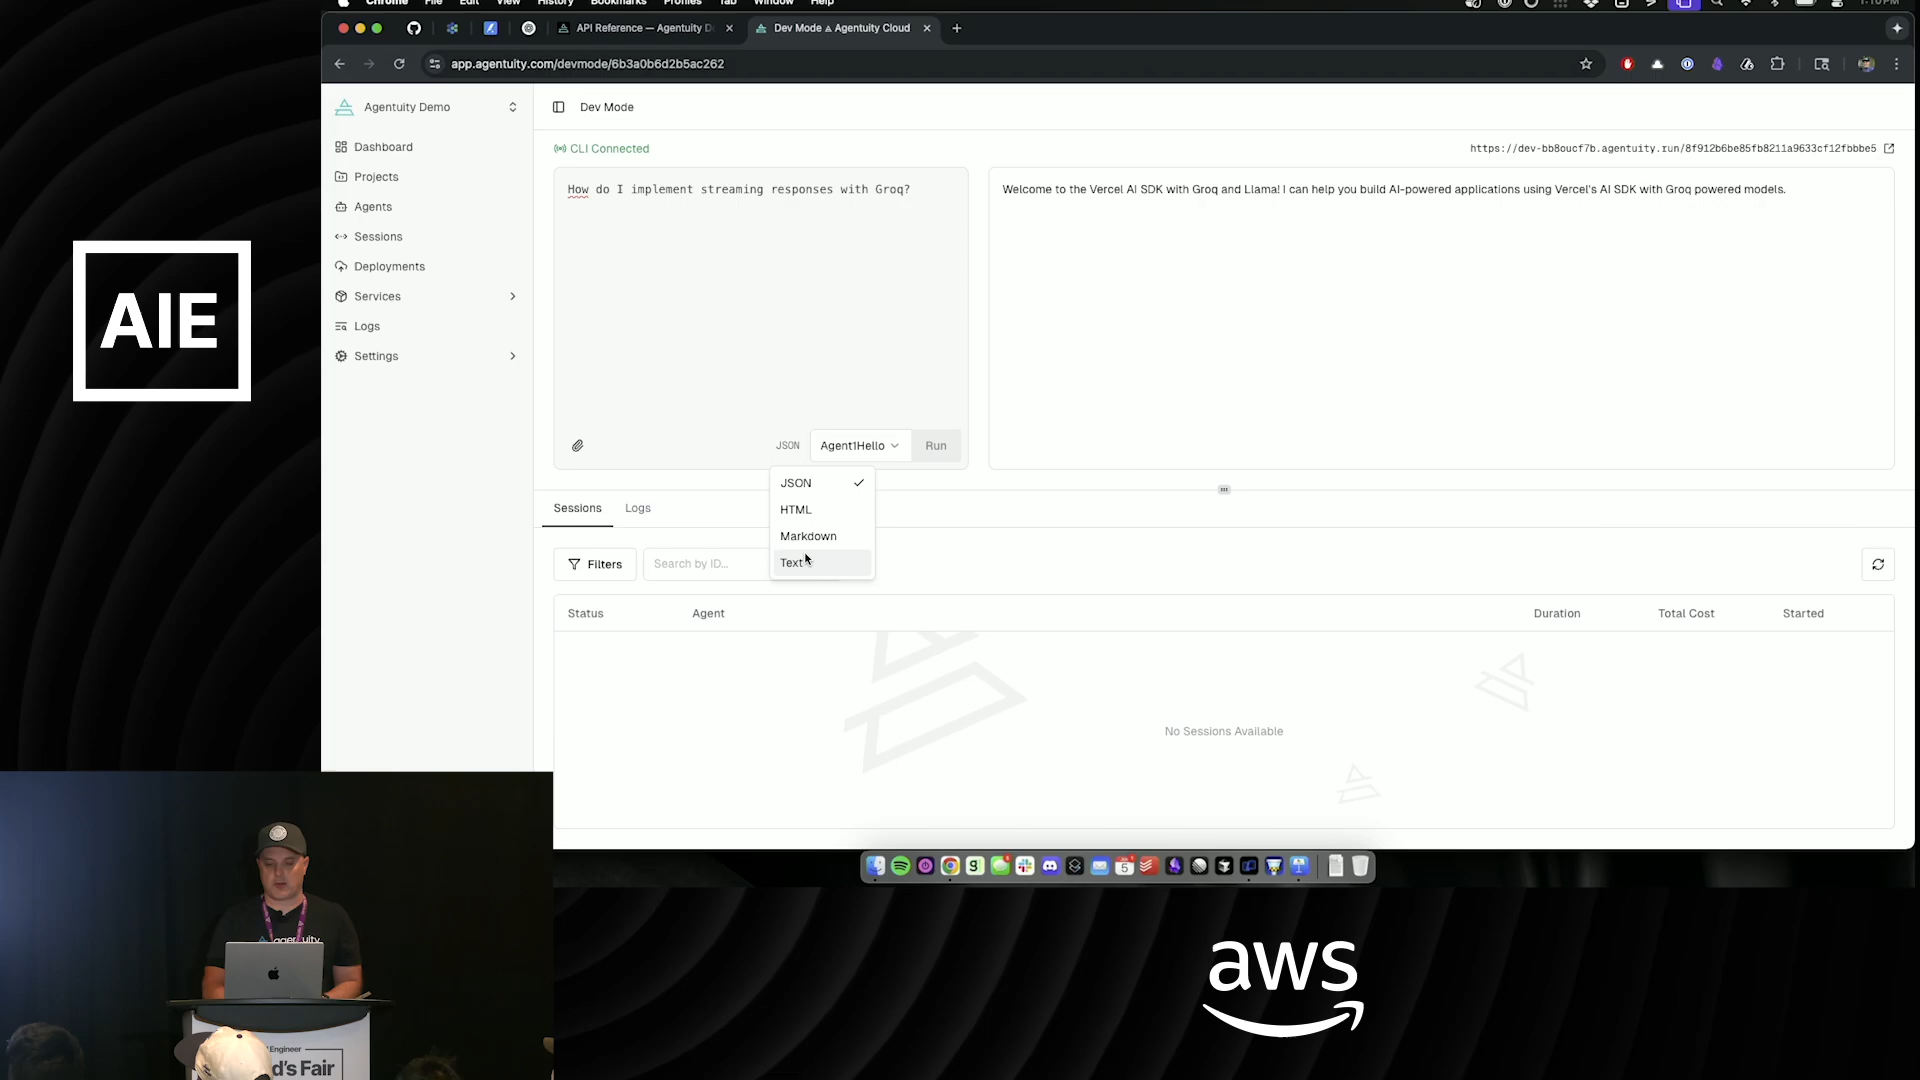 Chrome File Edit View History Bookmarks Profiles Tab Window Help
API Reference — Agentuity D
Dev Mode ⟁ Agentuity Cloud
app.agentuity.com/devmode/6b3a0b6d2b5ac262
Agentuity Demo
Dev Mode
Dashboard
Projects
Agents
Sessions
Deployments
Services
Logs
Settings
CLI Connected
https://dev-bb8oucf7b.agentuity.run/8f912b6be85fb8211a9633cf12fbbbe5
How do I implement streaming responses with Groq?
Welcome to the Vercel AI SDK with Groq and Llama! I can help you build AI-powered applications using Vercel's AI SDK with Groq powered models.
JSON
Agent1Hello
Run
JSON
HTML
Markdown
Text
Sessions
Logs
Filters
Search by ID...
Status
Agent
Duration
Total Cost
Started
No Sessions Available
5
AIE
agentuity
Engineer
d's Fair
aws